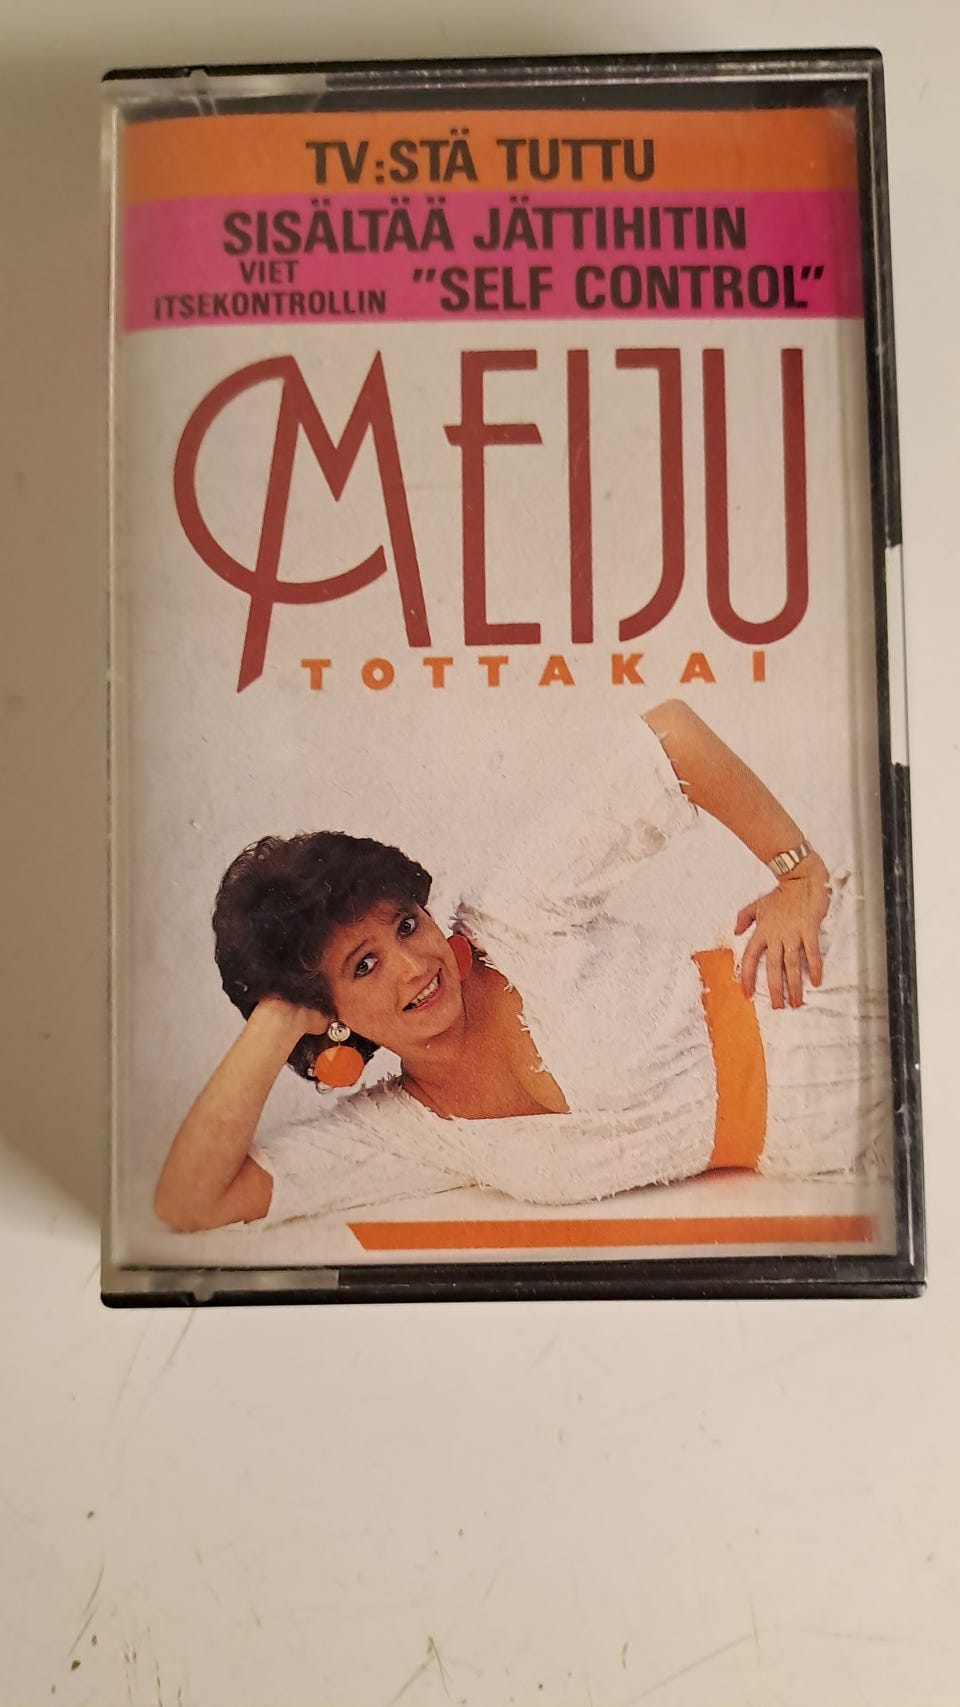 TV:STÄ TUTTU
SISÄLTÄÄ JÄTTIHITIN
VIET
ITSEKONTROLLIN "SELF CONTROL"
MEIJU
TOTTAKAI